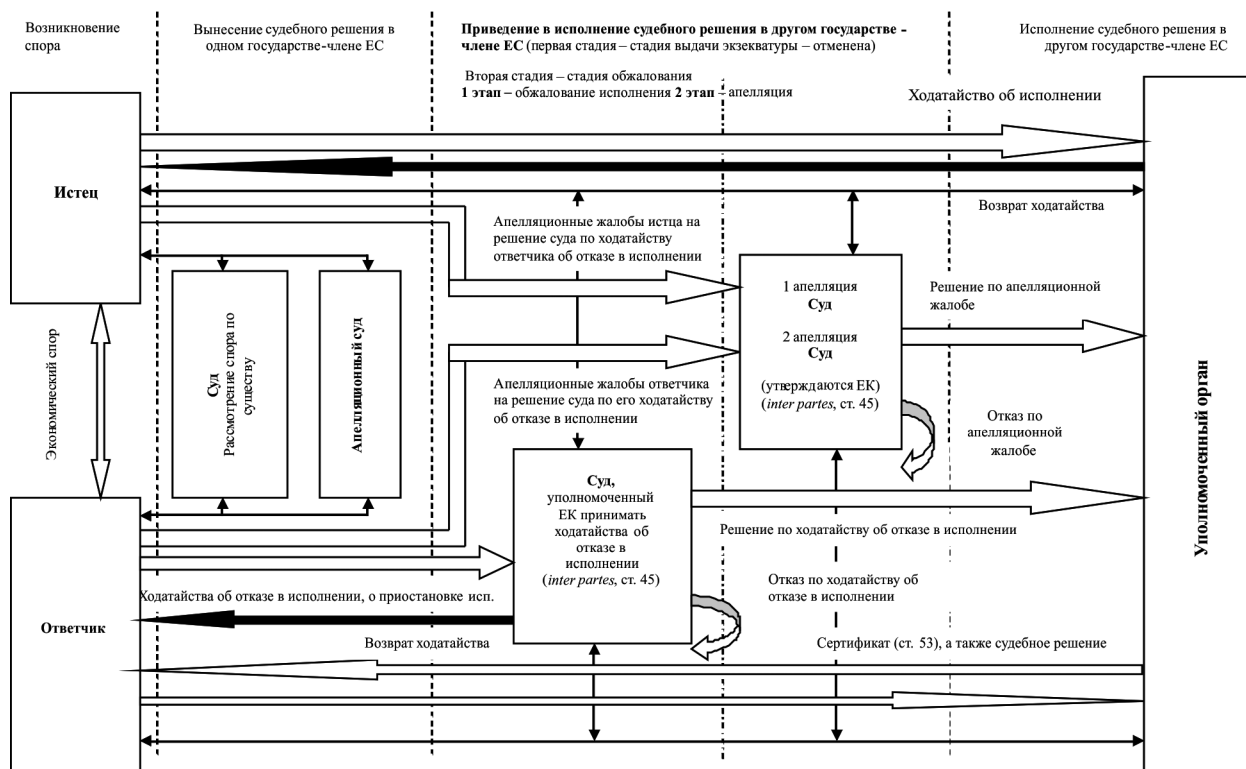 Возникновение
спора
Вынесение судебного решения в
одном государстве-члене ЕС
Приведение в исполнение судебного решения в другом государстве -
члене ЕС (первая стадия – стадия выдачи экзекватуры – отменена)
Вторая стадия – стадия обжалования
1 этап – обжалование исполнения 2 этап – апелляция
Исполнение судебного решения в
другом государстве-члене ЕС
Ходатайство об исполнении
Истец
Возврат ходатайства
Апелляционные жалобы истца на
решение суда по ходатайству
ответчика об отказе в исполнении
1 апелляция
Суд
2 апелляция
Суд
(утверждаются ЕК)
(inter partes, ст. 45)
Решение по апелляционной
жалобе
Экономический спор
Суд
Рассмотрение спора по
существу
Апелляционный суд
Апелляционные жалобы ответчика
на решение суда по его ходатайству
об отказе в исполнении
Отказ по
апелляционной
жалобе
Уполномоченный орган
Суд,
уполномоченный
ЕК принимать
ходатайства об
отказе в
исполнении
(inter partes, ст. 45)
Решение по ходатайству об отказе в исполнении
Отказ по ходатайству об
отказе в исполнении
Ходатайства об отказе в исполнении, о приостановке исп.
Ответчик
Возврат ходатайства
Сертификат (ст. 53), а также судебное решение